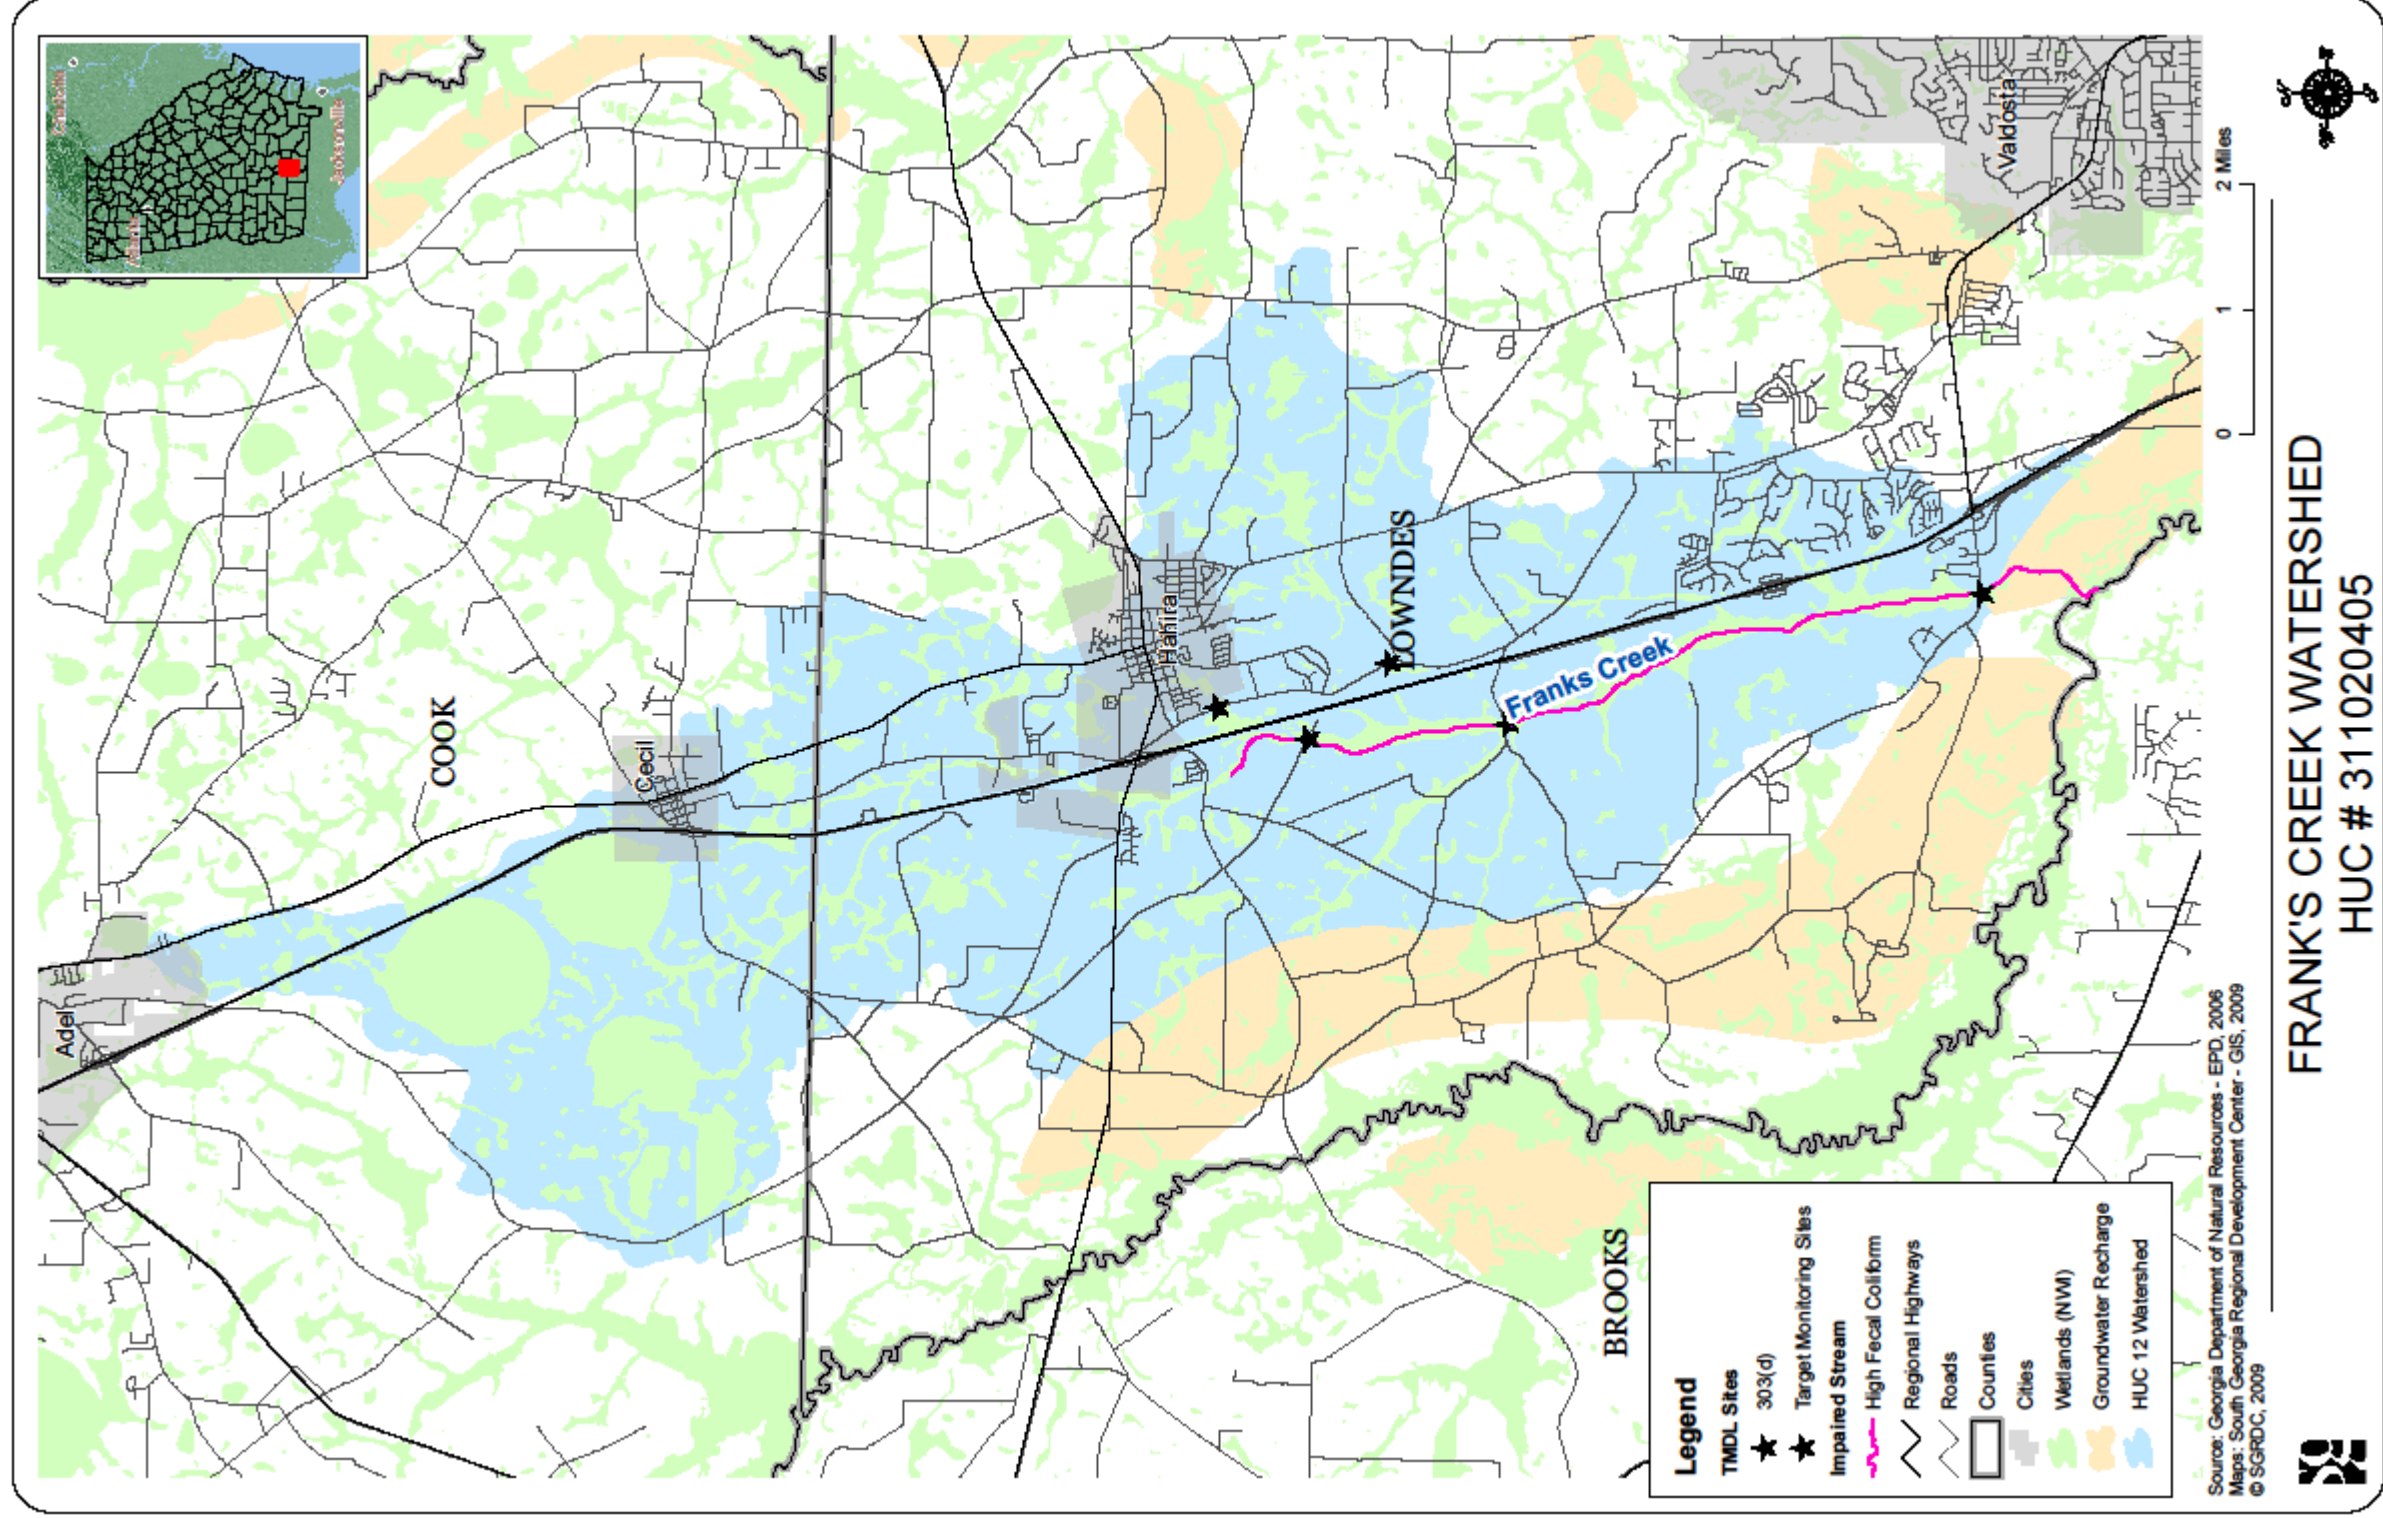 Charlotte
Atlanta
Jacksonville
Adel
COOK
Cecil
Hahira
LOWNDES
Franks Creek
Valdosta
BROOKS
Legend
TMDL Sites
303(d)
Target Monitoring Sites
Impaired Stream
High Fecal Coliform
Regional Highways
Roads
Counties
Cities
Wetlands (NWI)
Groundwater Recharge
HUC 12 Watershed
Source: Georgia Department of Natural Resources - EPD, 2006
Maps: South Georgia Regional Development Center - GIS, 2009
© SGRDC, 2009
0 1 2 Miles
FRANK'S CREEK WATERSHED
HUC # 311020405